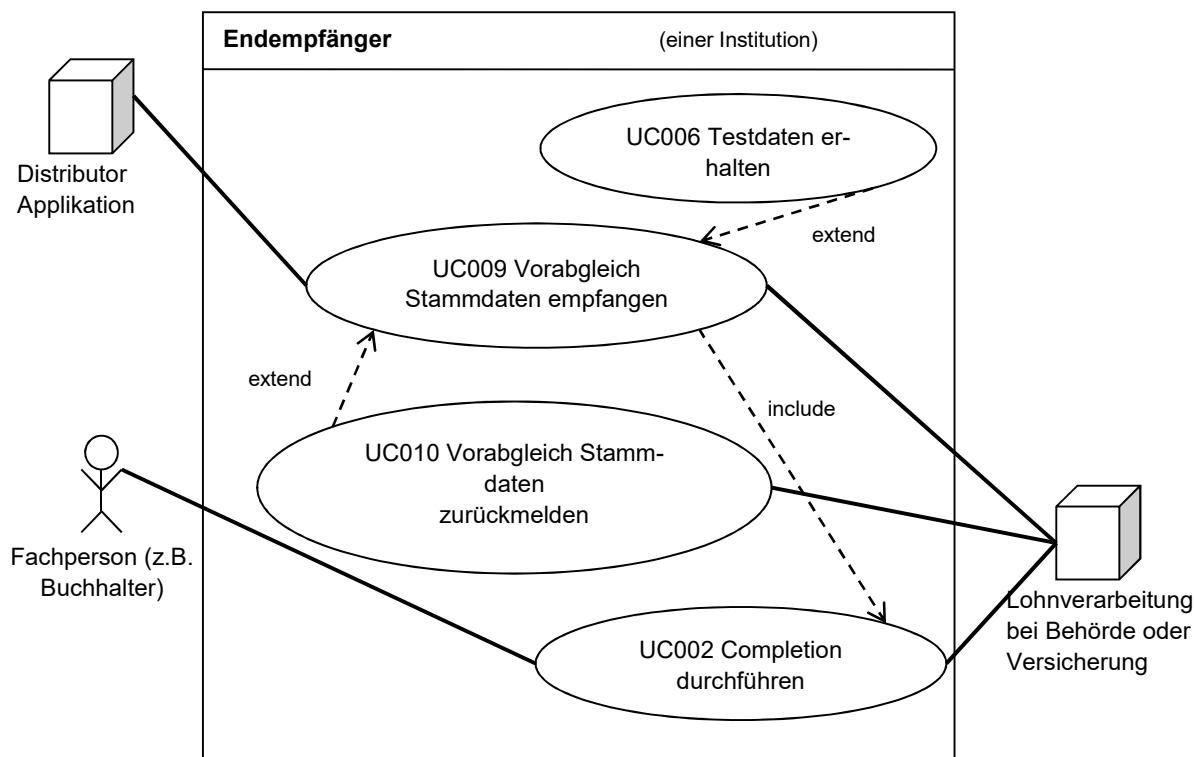 Endempfänger (einer Institution)
Distributor
Applikation
UC006 Testdaten er-
halten
extend
UC009 Vorabgleich
Stammdaten empfangen
extend
include
UC010 Vorabgleich Stamm-
daten
zurückmelden
Fachperson (z.B.
Buchhalter)
UC002 Completion
durchführen
Lohnverarbeitung
bei Behörde oder
Versicherung